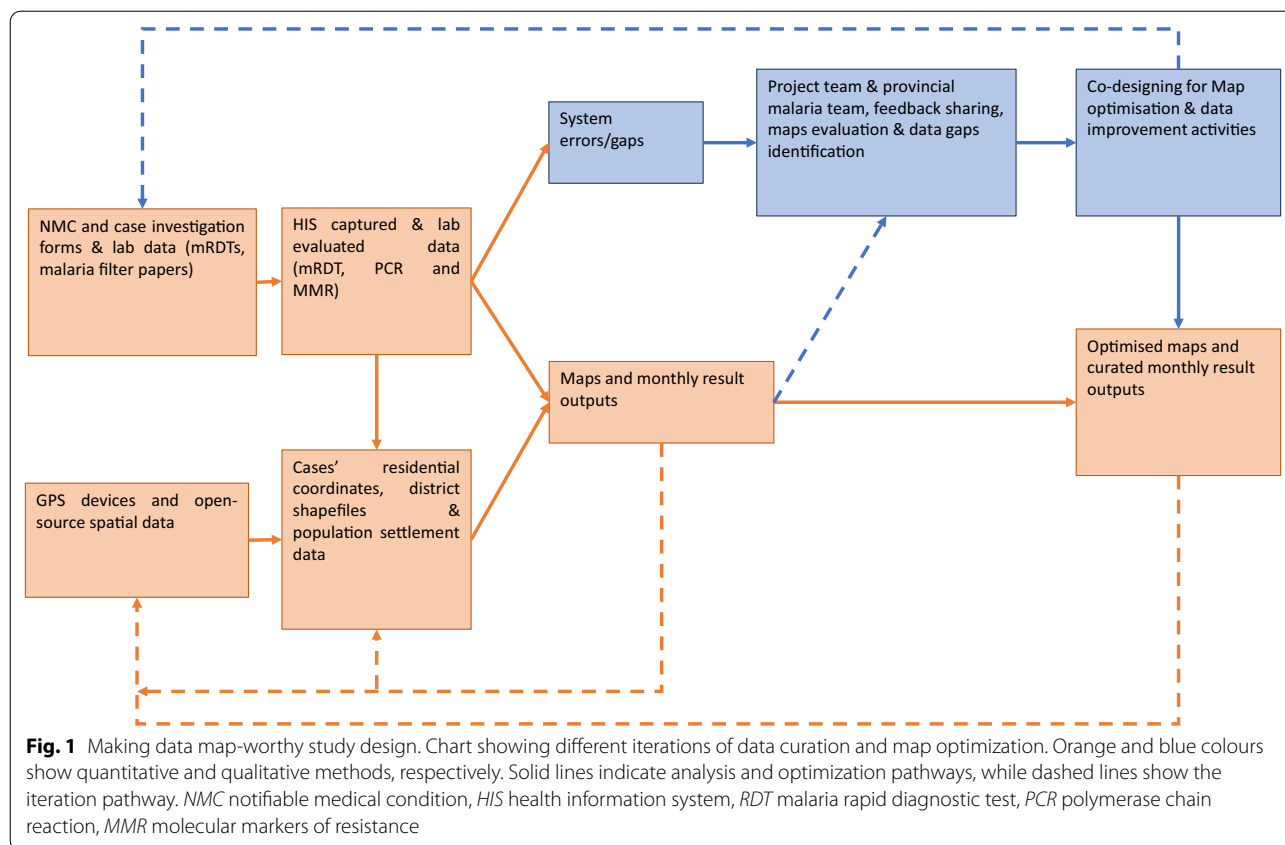 System
errors/gaps
Project team & provincial
malaria team, feedback sharing,
maps evaluation & data gaps
identification
Co-designing for Map
optimisation & data
improvement activities
NMC and case investigation
forms & lab data (mRDTs,
malaria filter papers)
HIS captured & lab
evaluated data
(mRDT, PCR and
MMR)
Maps and monthly result
outputs
Optimised maps and
curated monthly result
outputs
GPS devices and open-
source spatial data
Cases’ residential
coordinates, district
shapefiles &
population settlement
data
Fig. 1 Making data map-worthy study design. Chart showing different iterations of data curation and map optimization. Orange and blue colours
show quantitative and qualitative methods, respectively. Solid lines indicate analysis and optimization pathways, while dashed lines show the
iteration pathway. NMC notifiable medical condition, HIS health information system, RDT malaria rapid diagnostic test, PCR polymerase chain
reaction, MMR molecular markers of resistance